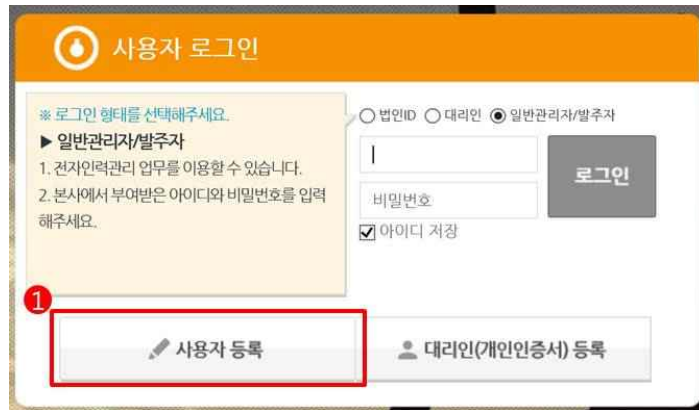 사용자 로그인
※ 로그인 형태를 선택해주세요.
▶ 일반관리자/발주자
1. 전자인력관리 업무를 이용할 수 있습니다.
2. 본사에서 부여받은 아이디와 비밀번호를 입력
해주세요.
법인ID 대리인 일반관리자/발주자
비밀번호
로그인
아이디 저장
1
사용자 등록
대리인(개인인증서) 등록